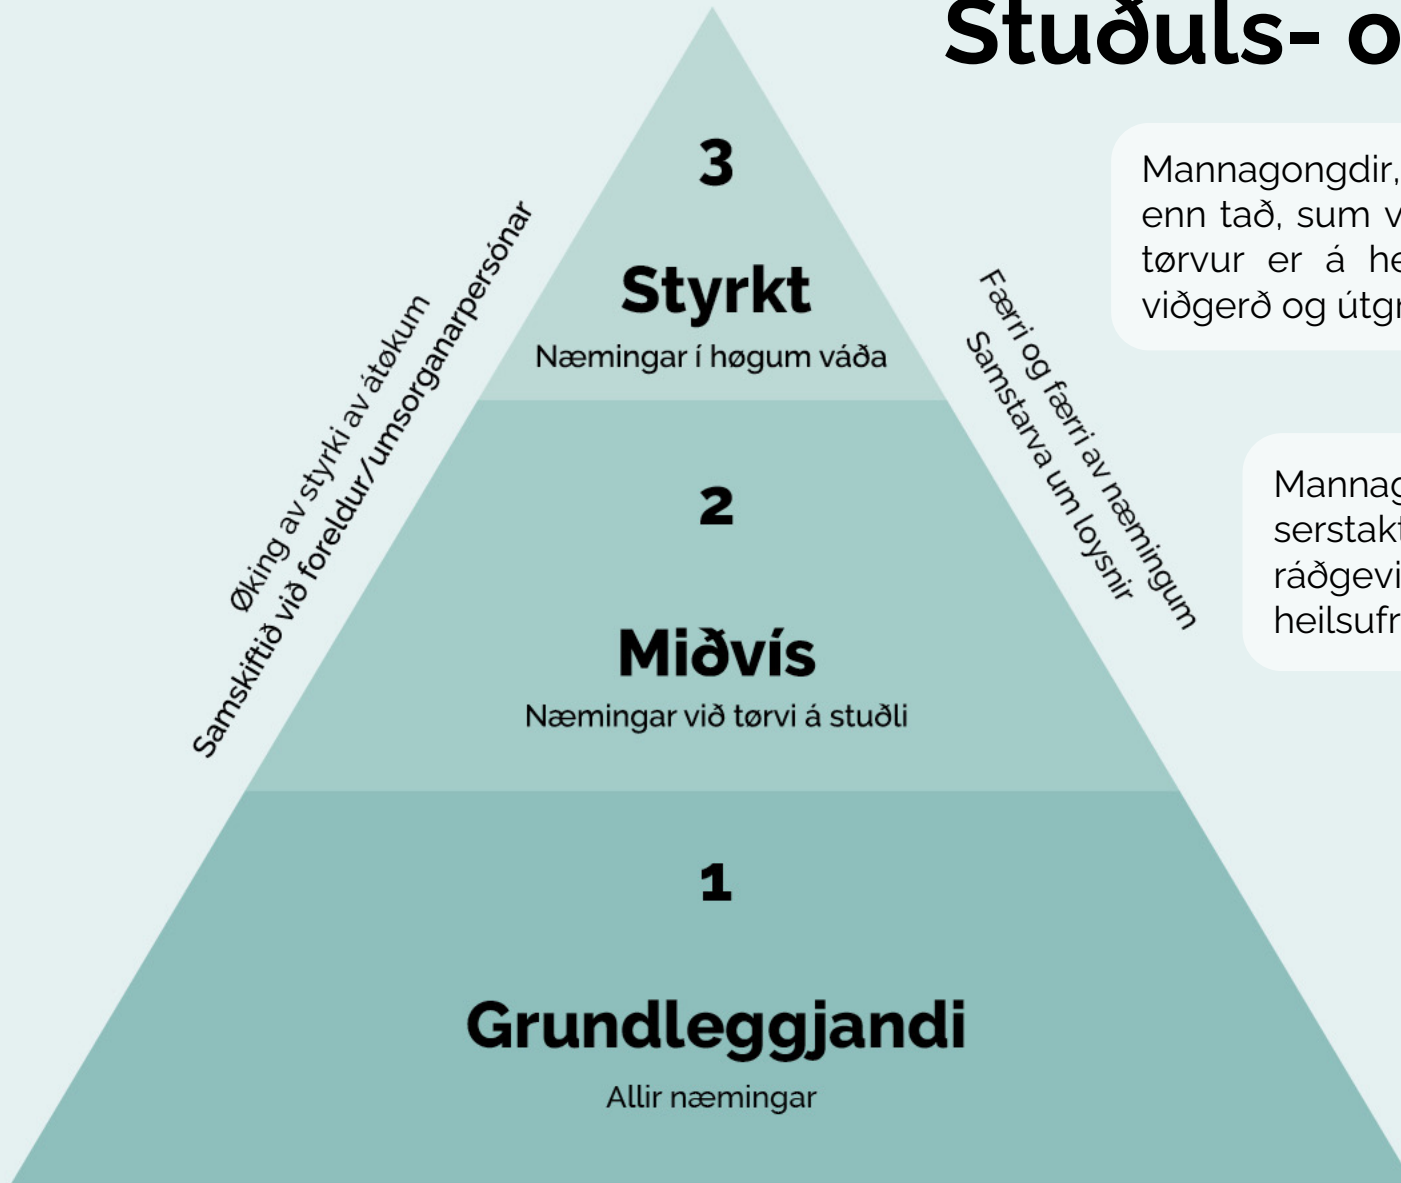 Stuðuls- o
3
Styrkt
Næmingar í høgum váða
2
Miðvís
Næmingar við tørvi á stuðli
1
Grundleggjandi
Allir næmingar
Øking av styrki av átøkum
Samskiftið við foreldur/umsorganarpersónar
Færri og færri av næmingum
Samstarva um loysnir
Mannagongdir,
enn tað, sum v
tørvur er á he
viðgerð og útgr
Mannag
serstakt
ráðgevi
heilsufr